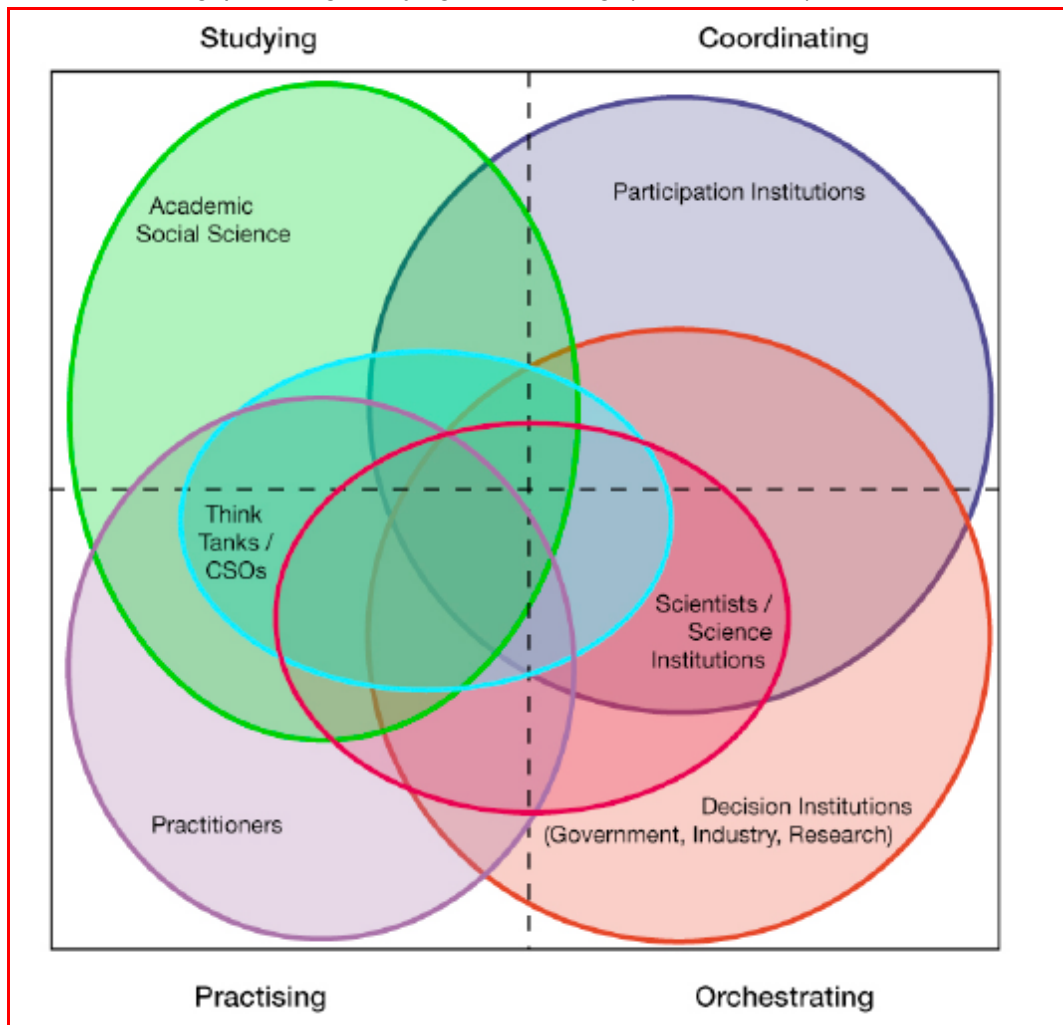 Studying
Coordinating
Participation Institutions
Academic
Social Science
Think
Tanks /
CSOs
Scientists /
Science
Institutions
Practitioners
Decision Institutions
(Government, Industry, Research)
Practising
Orchestrating